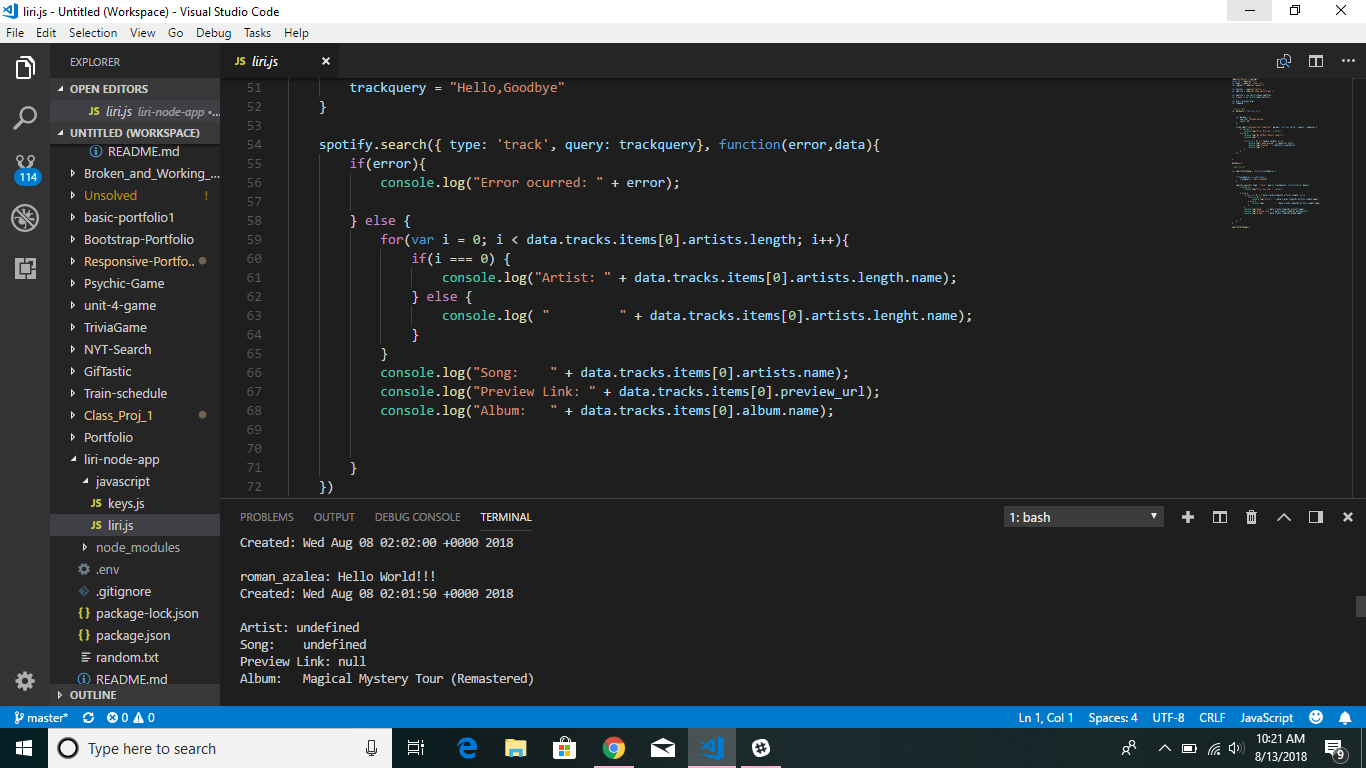 liri.js - Untitled (Workspace) - Visual Studio Code
File Edit Selection View Go Debug Tasks Help
EXPLORER
OPEN EDITORS
JS liri.js liri-node-app •...
UNTITLED (WORKSPACE)
README.md
Broken_and_Working_...
Unsolved !
basic-portfolio1
Bootstrap-Portfolio
Responsive-Portfo..
Psychic-Game
unit-4-game
TriviaGame
NYT-Search
GifTastic
Train-schedule
Class_Proj_1
Portfolio
liri-node-app
javascript
JS keys.js
JS liri.js
node_modules
.env
.gitignore
{ } package-lock.json
{ } package.json
random.txt
README.md
OUTLINE
114
JS liri.js ×
51 trackquery = "Hello,Goodbye"
52 }
53
54 spotify.search({ type: 'track', query: trackquery}, function(error,data){
55 if(error){
56 console.log("Error ocurred: " + error);
57
58 } else {
59 for(var i = 0; i < data.tracks.items[0].artists.length; i++){
60 if(i === 0) {
61 console.log("Artist: " + data.tracks.items[0].artists.length.name);
62 } else {
63 console.log( "         " + data.tracks.items[0].artists.lenght.name);
64 }
65 }
66 console.log("Song:    " + data.tracks.items[0].artists.name);
67 console.log("Preview Link: " + data.tracks.items[0].preview_url);
68 console.log("Album:   " + data.tracks.items[0].album.name);
69
70
71 }
72 })
PROBLEMS OUTPUT DEBUG CONSOLE TERMINAL
1: bash
Created: Wed Aug 08 02:02:00 +0000 2018
roman_azalea: Hello World!!!
Created: Wed Aug 08 02:01:50 +0000 2018
Artist: undefined
Song:    undefined
Preview Link: null
Album:   Magical Mystery Tour (Remastered)
master* 0 0 Ln 1, Col 1 Spaces: 4 UTF-8 CRLF JavaScript
Type here to search
10:21 AM
8/13/2018
9